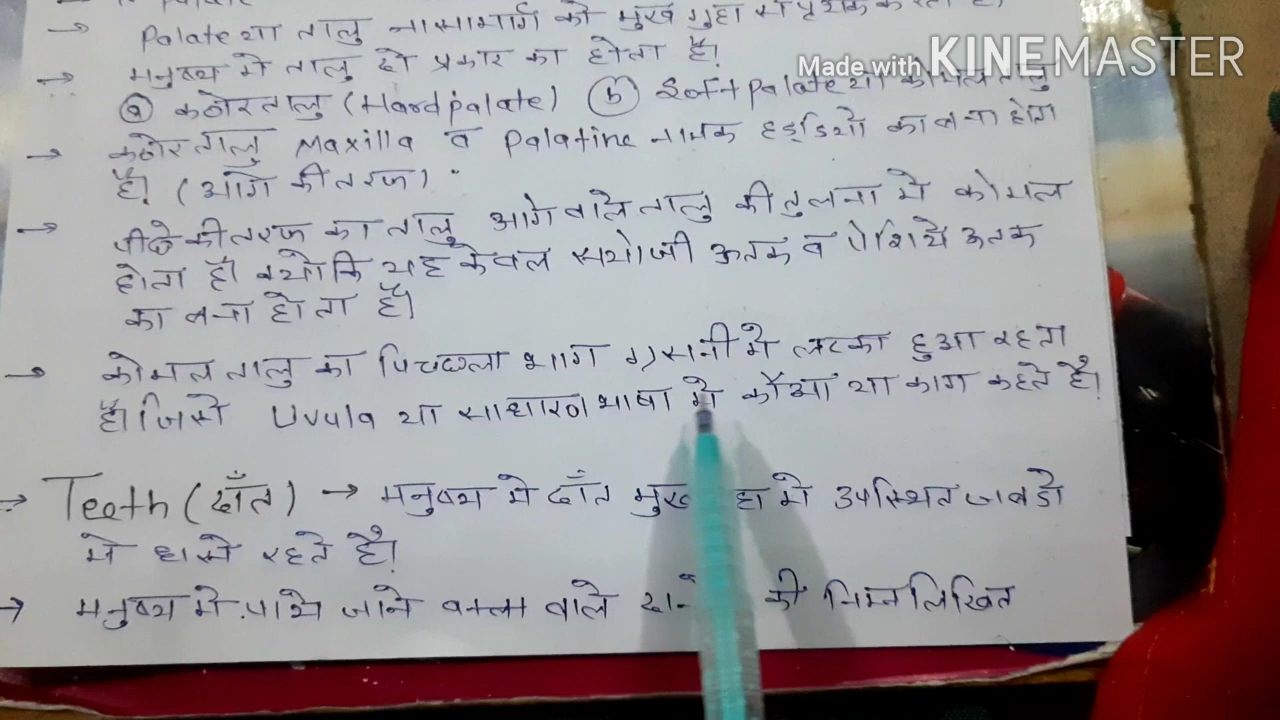 → Palate या तालु नासामार्ग को मुख गुहा से पृथक करता है।
→ मनुष्य मे तालु दो प्रकार का होता है।
Made with KINEMASTER
ⓐ कठोर तालु (Hard palate) ⓑ Soft palate या कोमल तालु
→ कठोर तालु Maxilla व Palatine नामक हड्डियो का बना होता
है। (आगे की तरफ)
→ पीछे की तरफ का तालु आगे वाले तालु की तुलना मे कोमल
होता है। क्योकि यह केवल सयोजी ऊतक व पेशिये ऊतक
का बना होता है।
→ कोमल तालु का पिच्छला भाग ग्रसनी मे लटका हुआ रहता
है। जिसे Uvula या साधारण भाषा मे कौआ या काग कहते है।
→ Teeth (दाँत) → मनुष्य मे दाँत मुख हा मे उपस्थित जबडो
मे धासे रहते है।
→ मनुष्य मे पाये जाने वाले की निम्नलिखित